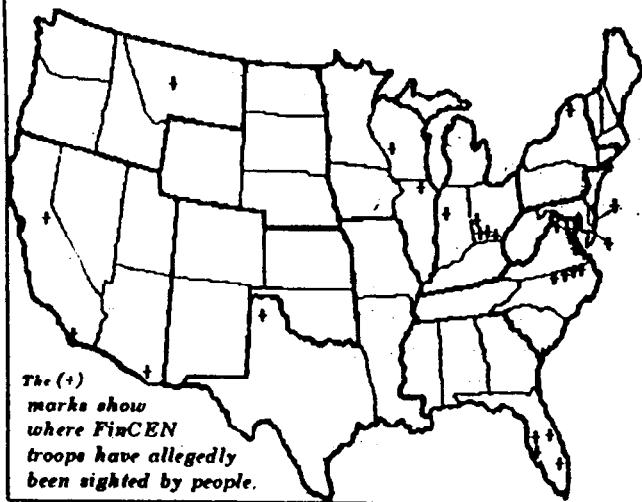 The (+)
marks show
where FinCEN
troops have allegedly
been sighted by people.